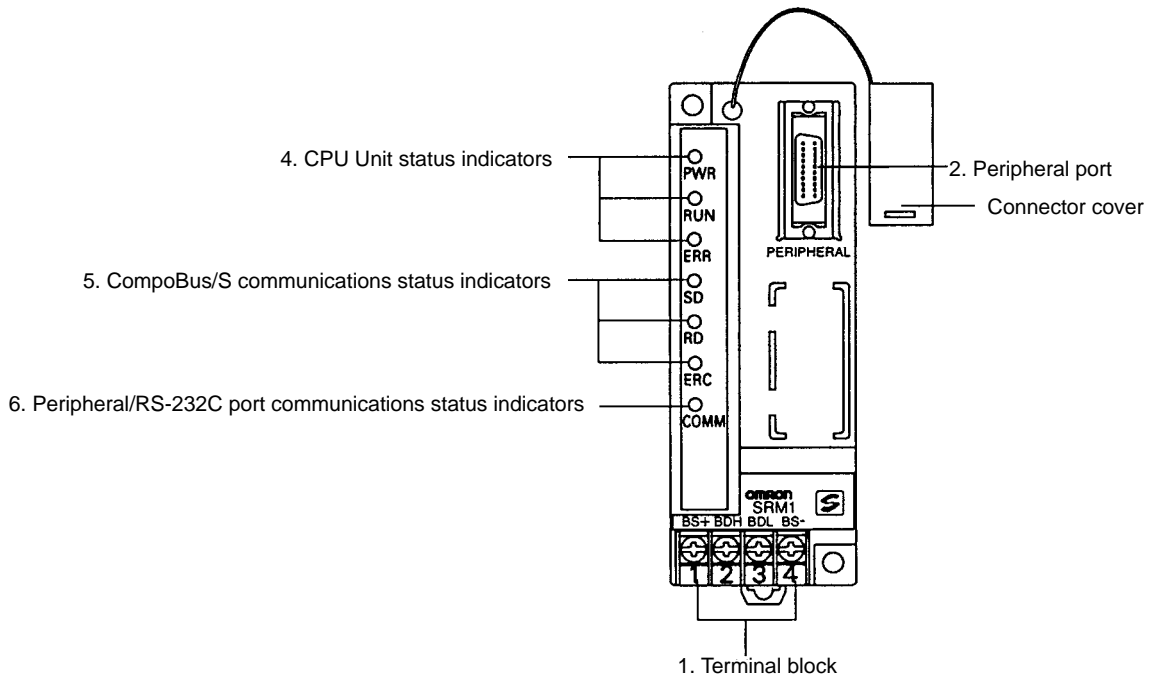 4. CPU Unit status indicators
PWR
2. Peripheral port
RUN
Connector cover
ERR
PERIPHERAL
5. CompoBus/S communications status indicators
SD
RD
ERC
6. Peripheral/RS-232C port communications status indicators
COMM
OMRON
SRM1
S
BS+ BDH BDL BS-
1 2 3 4
1. Terminal block